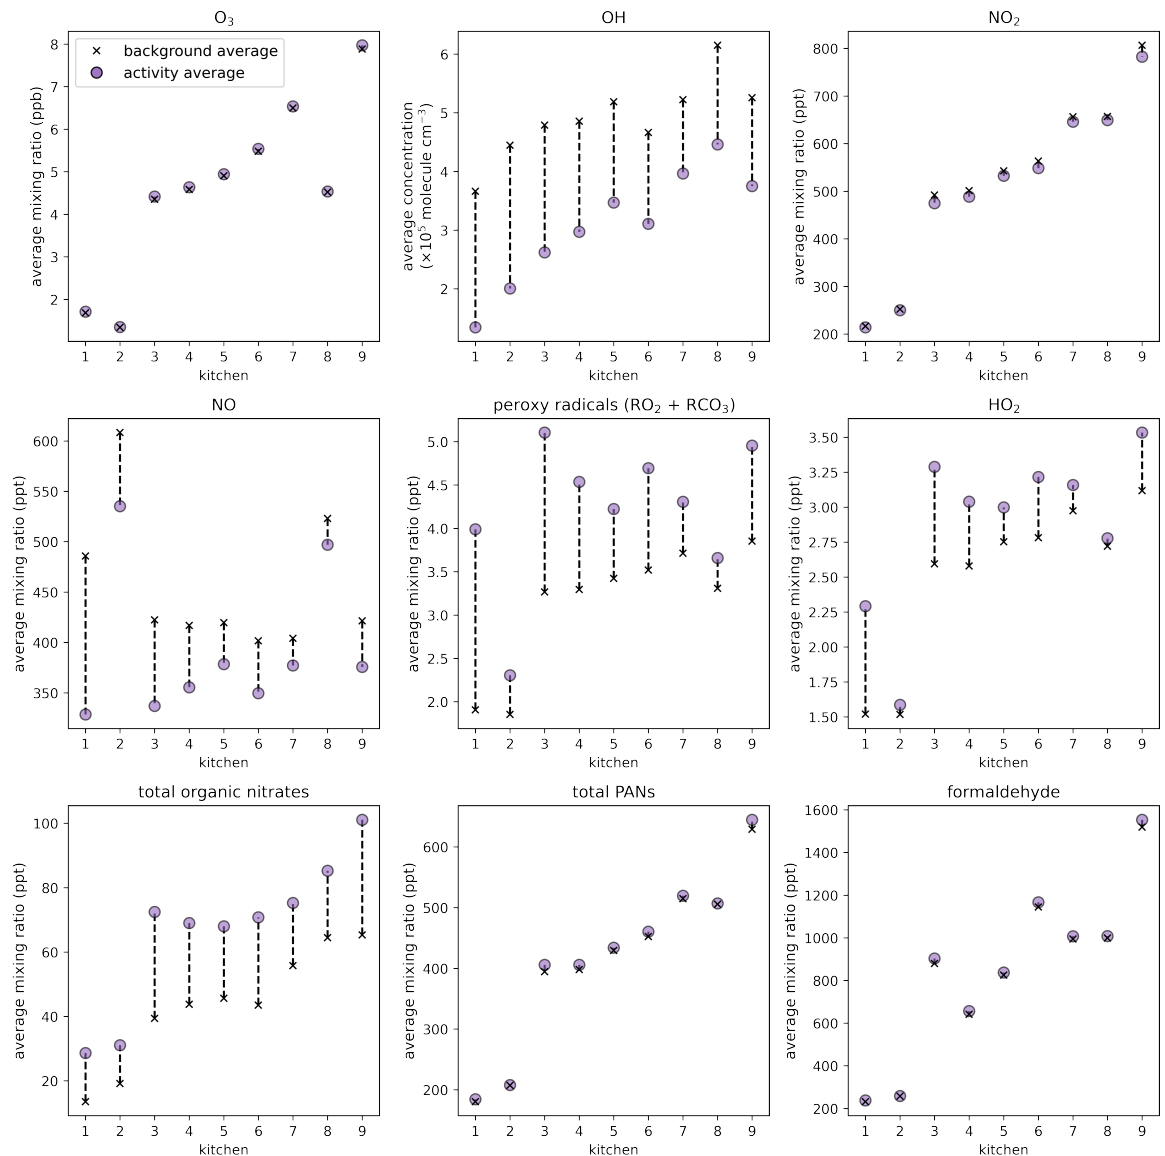 O₃
OH
NO₂
8
7
6
5
4
3
2
average mixing ratio (ppb)
background average
activity average
1 2 3 4 5 6 7 8 9
kitchen
6
5
4
3
2
average concentration
(×10⁵ molecule cm⁻³)
1 2 3 4 5 6 7 8 9
kitchen
800
700
600
500
400
300
200
average mixing ratio (ppt)
1 2 3 4 5 6 7 8 9
kitchen
NO
peroxy radicals (RO₂ + RCO₃)
HO₂
600
550
500
450
400
350
average mixing ratio (ppt)
1 2 3 4 5 6 7 8 9
kitchen
5.0
4.5
4.0
3.5
3.0
2.5
2.0
average mixing ratio (ppt)
1 2 3 4 5 6 7 8 9
kitchen
3.50
3.25
3.00
2.75
2.50
2.25
2.00
1.75
1.50
average mixing ratio (ppt)
1 2 3 4 5 6 7 8 9
kitchen
total organic nitrates
total PANs
formaldehyde
100
80
60
40
20
average mixing ratio (ppt)
1 2 3 4 5 6 7 8 9
kitchen
600
500
400
300
200
average mixing ratio (ppt)
1 2 3 4 5 6 7 8 9
kitchen
1600
1400
1200
1000
800
600
400
200
average mixing ratio (ppt)
1 2 3 4 5 6 7 8 9
kitchen